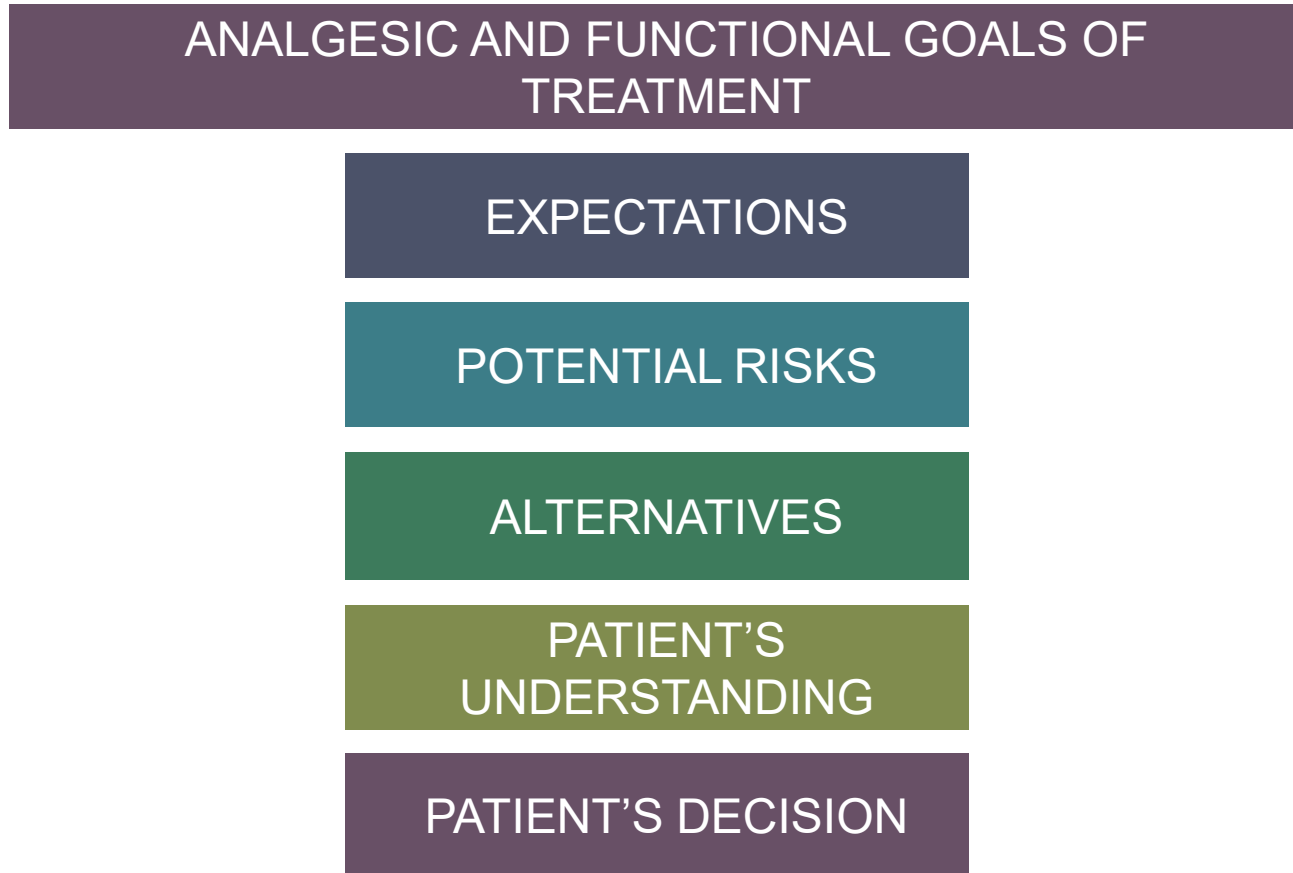 ANALGESIC AND FUNCTIONAL GOALS OF
TREATMENT
EXPECTATIONS
POTENTIAL RISKS
ALTERNATIVES
PATIENT’S
UNDERSTANDING
PATIENT’S DECISION